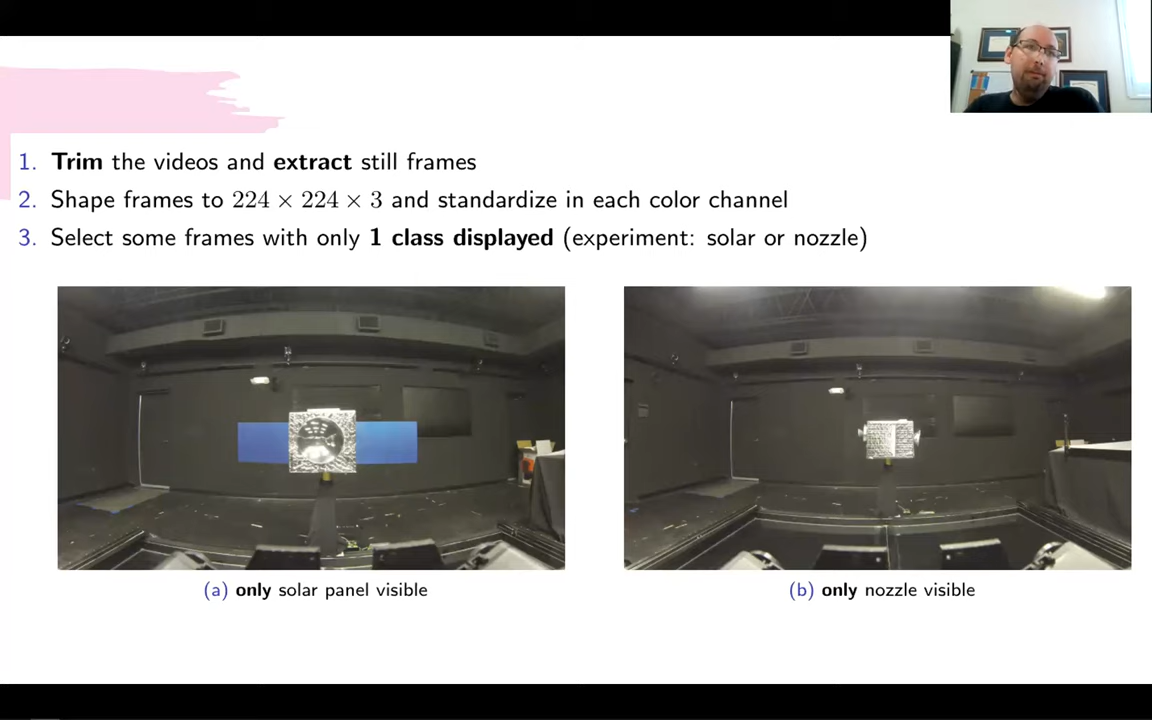 1. Trim the videos and extract still frames
2. Shape frames to 224 × 224 × 3 and standardize in each color channel
3. Select some frames with only 1 class displayed (experiment: solar or nozzle)
(a) only solar panel visible
(b) only nozzle visible